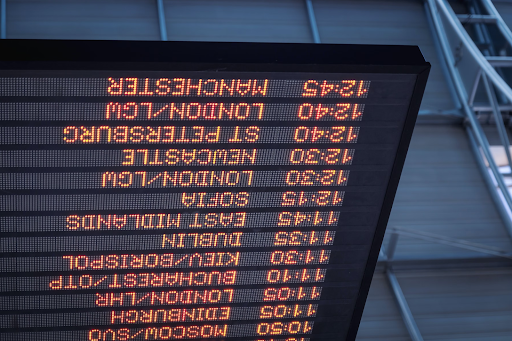 10:50 MOSCOW/SVO
11:05 EDINBURGH
11:05 LONDON/LHR
11:10 BUCHAREST/OTP
11:25 KIEV/BORISPOL
11:35 DUBLIN
11:45 EAST MIDLANDS
12:15 SOFIA
12:30 LONDON/LGW
12:30 NEWCASTLE
12:40 ST PETERSBURG
12:40 LONDON/LGW
12:45 MANCHESTER